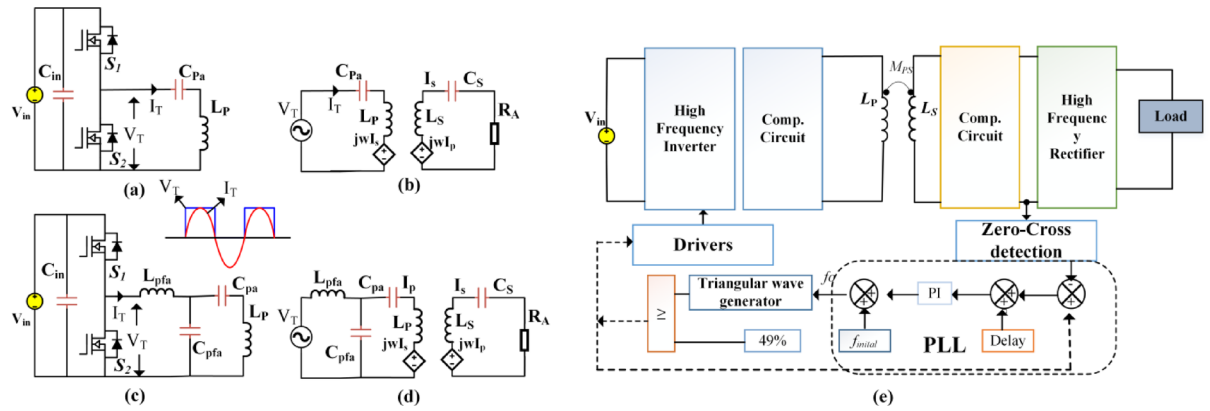 C_in
V_in
S_1
S_2
C_Pa
I_T
V_T
L_P
(a)
V_T
I_T
C_Pa
L_P
jwI_s
I_s
C_S
L_S
jwI_p
R_A
(b)
V_T
I_T
C_in
V_in
S_1
S_2
L_pfa
I_T
V_T
C_pfa
C_pa
L_P
(c)
L_pfa
V_T
C_pfa
C_pa
I_p
L_P
jwI_s
I_s
C_S
L_S
jwI_p
R_A
(d)
V_in
High
Frequency
Inverter
Comp.
Circuit
L_P
M_PS
L_S
Comp.
Circuit
High
Frequenc
y
Rectifier
Load
Drivers
Zero-Cross
detection
≥
Triangular wave
generator
49%
fo
f_inital
PI
Delay
PLL
(e)